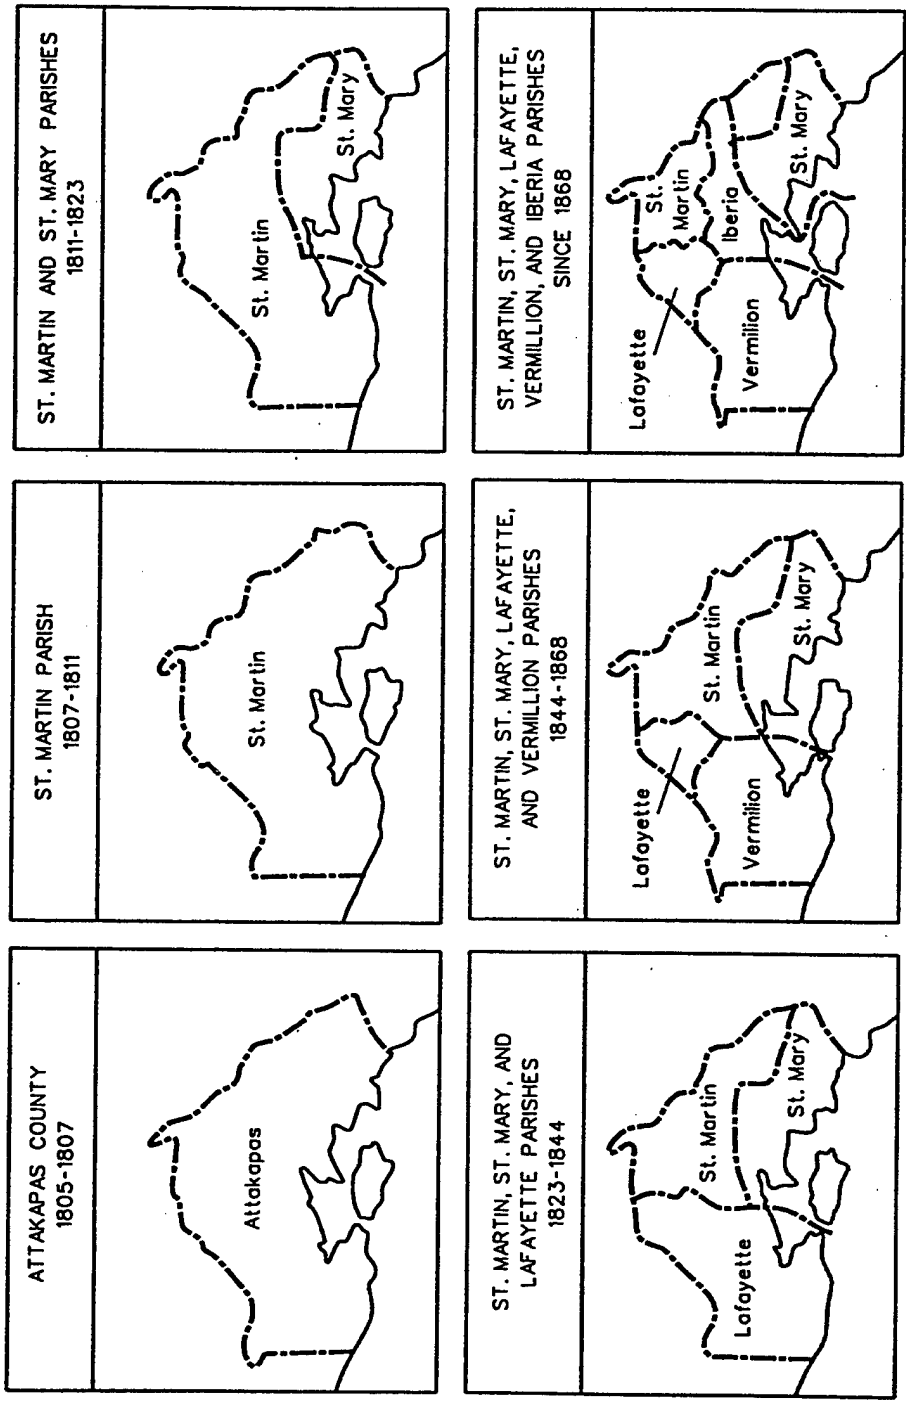 ATTAKAPAS COUNTY
1805-1807
Attakapas
ST. MARTIN PARISH
1807-1811
St. Martin
ST. MARTIN AND ST. MARY PARISHES
1811-1823
St. Martin
St. Mary
ST. MARTIN, ST. MARY, AND
LAFAYETTE PARISHES
1823-1844
St. Martin
St. Mary
Lafayette
ST. MARTIN, ST. MARY, LAFAYETTE,
AND VERMILLION PARISHES
1844-1868
Lafayette
St. Martin
St. Mary
Vermilion
ST. MARTIN, ST. MARY, LAFAYETTE,
VERMILLION, AND IBERIA PARISHES
SINCE 1868
Lafayette
St.
Martin
Iberia
St. Mary
Vermilion